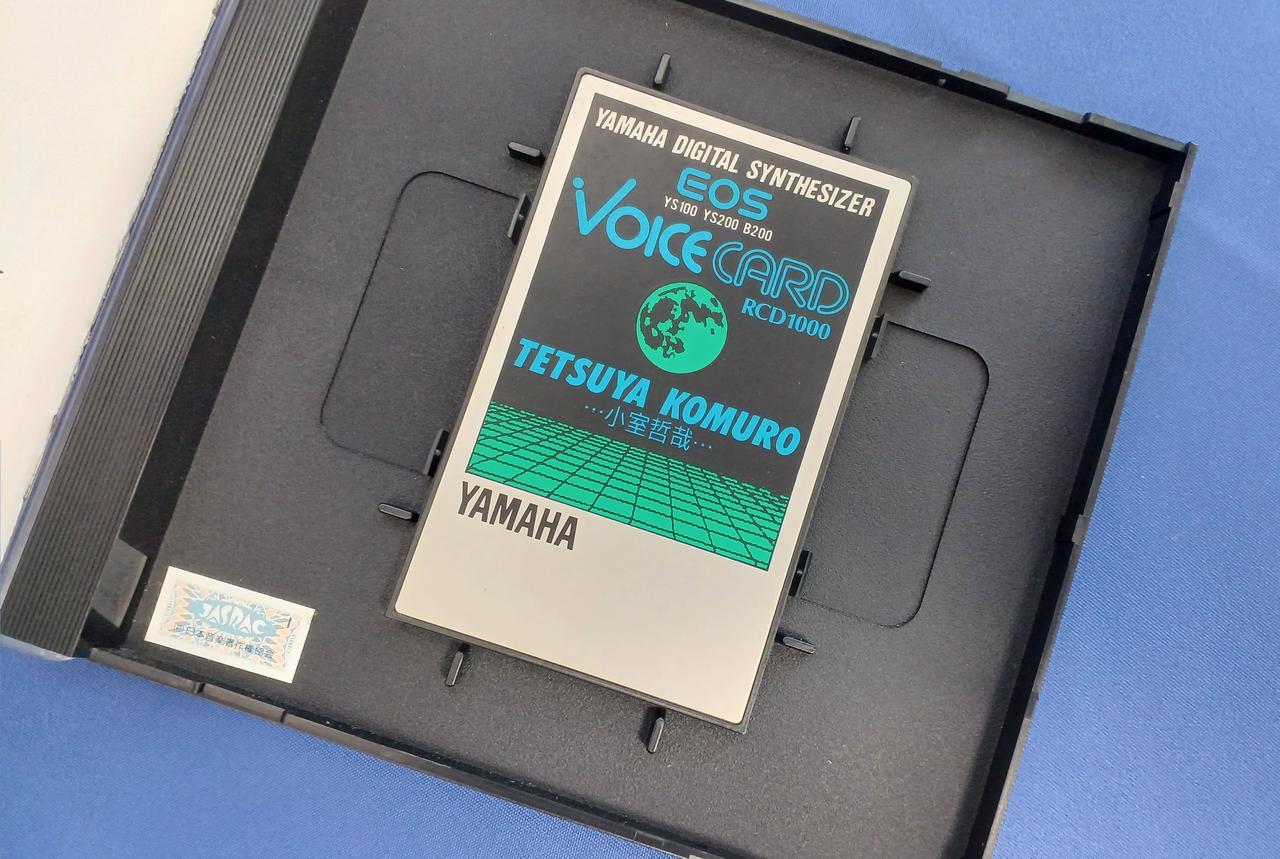 YAMAHA DIGITAL SYNTHESIZER
EOS
YS100 YS200 B200
VOICE CARD
RCD1000
TETSUYA KOMURO
…小室哲哉…
YAMAHA
JASRAC